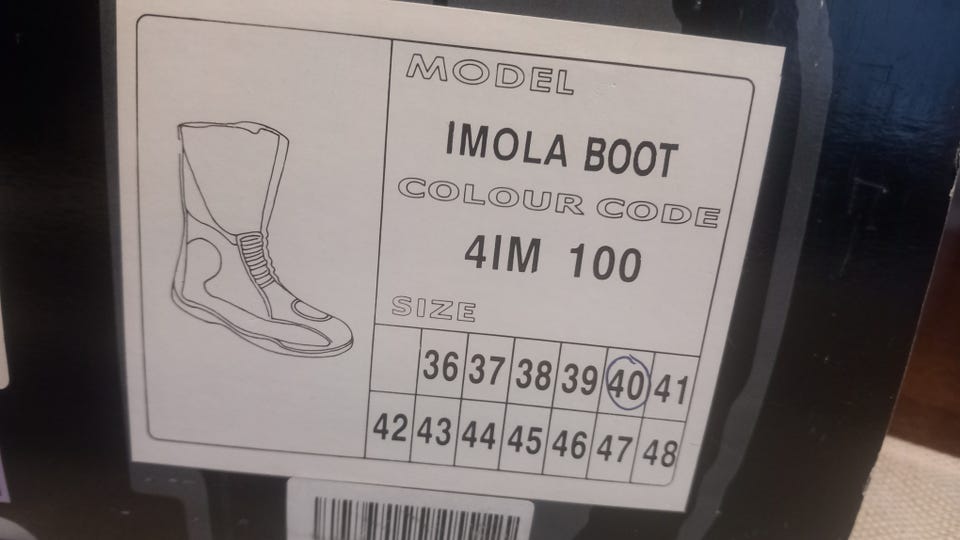 MODEL
IMOLA BOOT
COLOUR CODE
4IM 100
SIZE
36 37 38 39 40 41
42 43 44 45 46 47 48